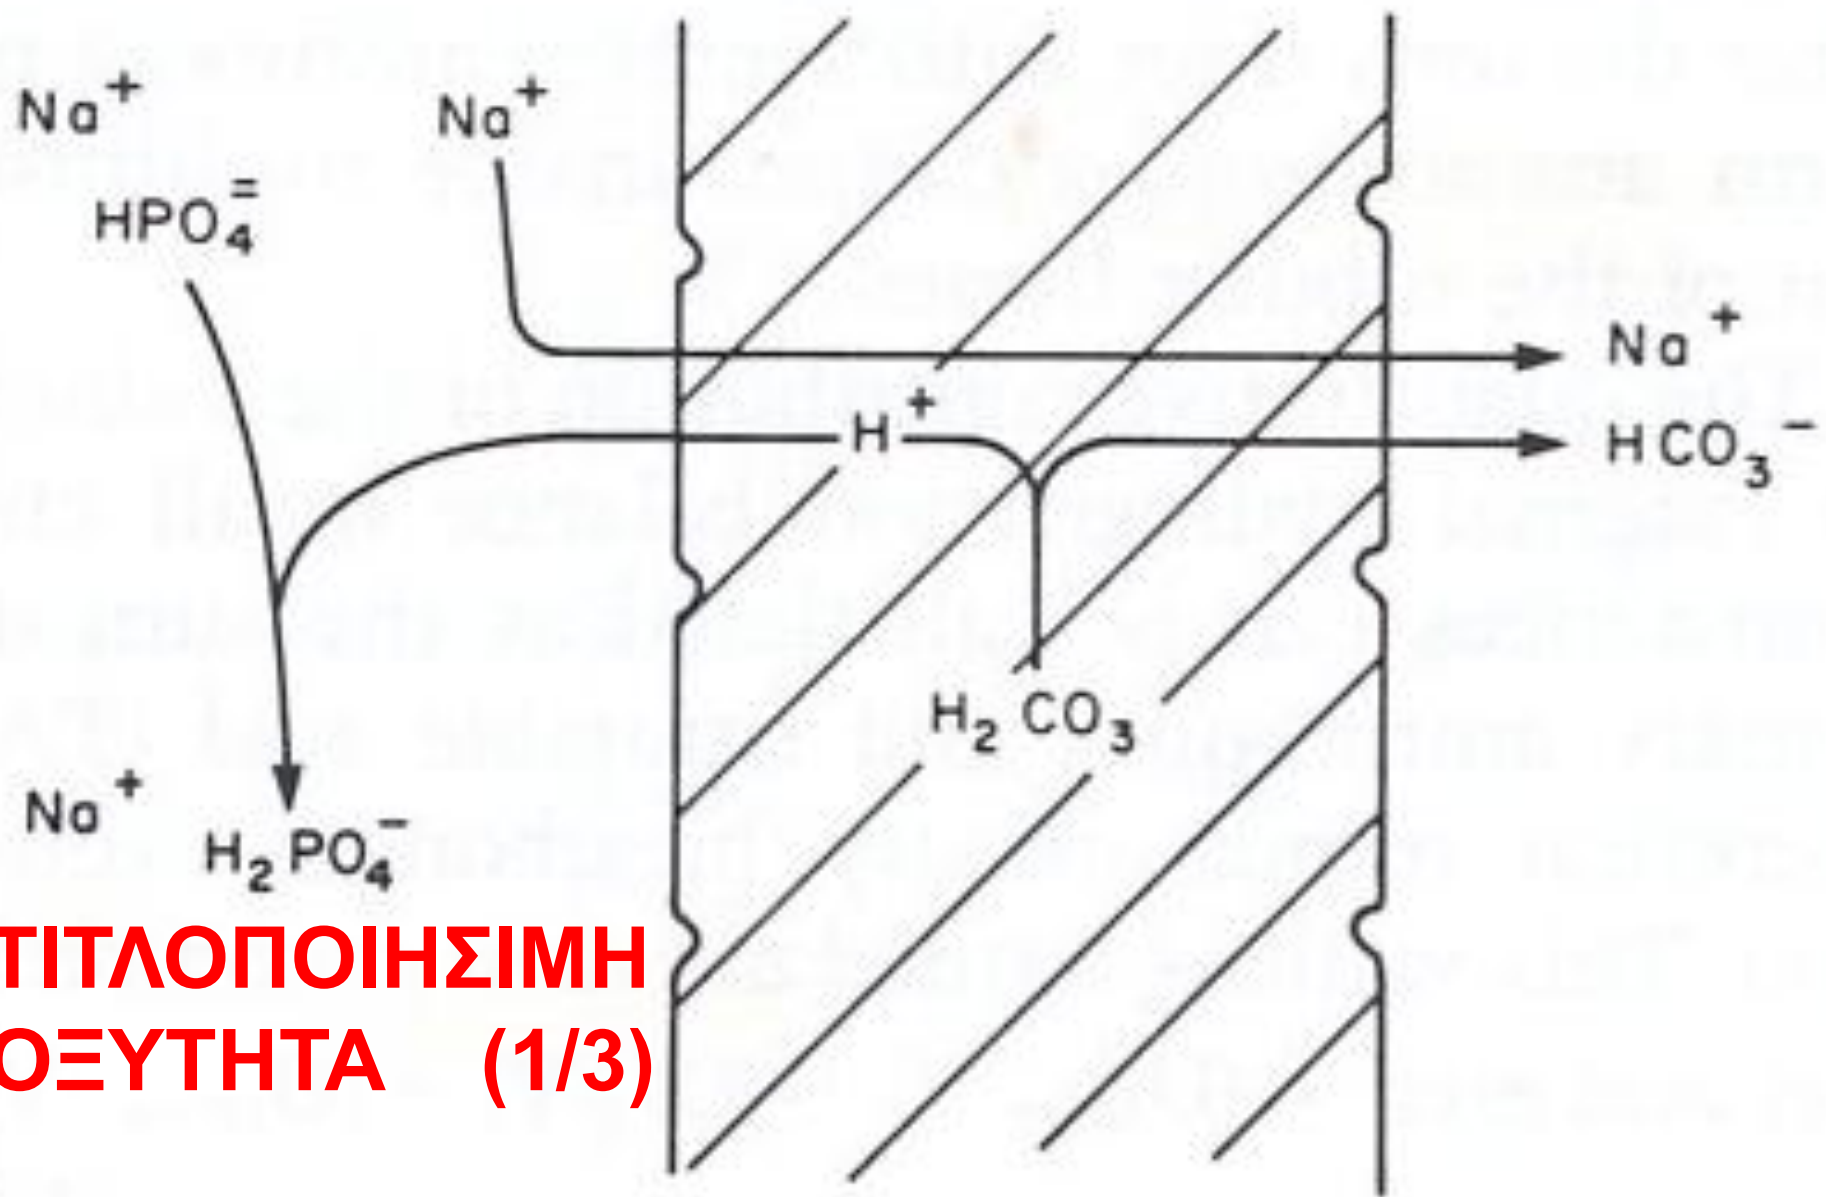 Na⁺ Na⁺
HPO₄⁼
Na⁺
H⁺
HCO₃⁻
H₂CO₃
Na⁺
H₂PO₄⁻
ΤΙΤΛΟΠΟΙΗΣΙΜΗ
ΟΞΥΤΗΤΑ (1/3)